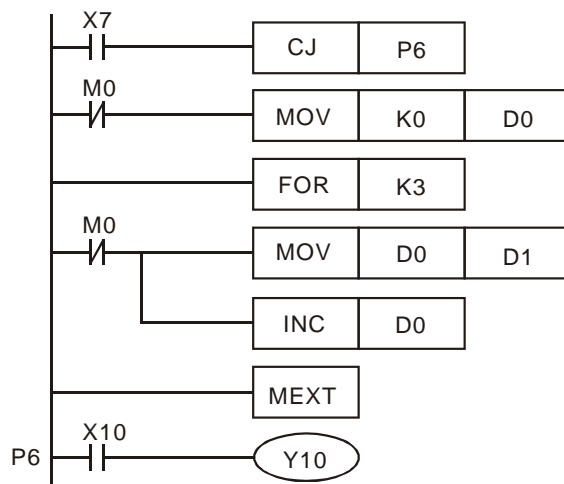 X7
CJ P6
M0
MOV K0 D0
FOR K3
M0
MOV D0 D1
INC D0
MEXT
X10
P6 Y10